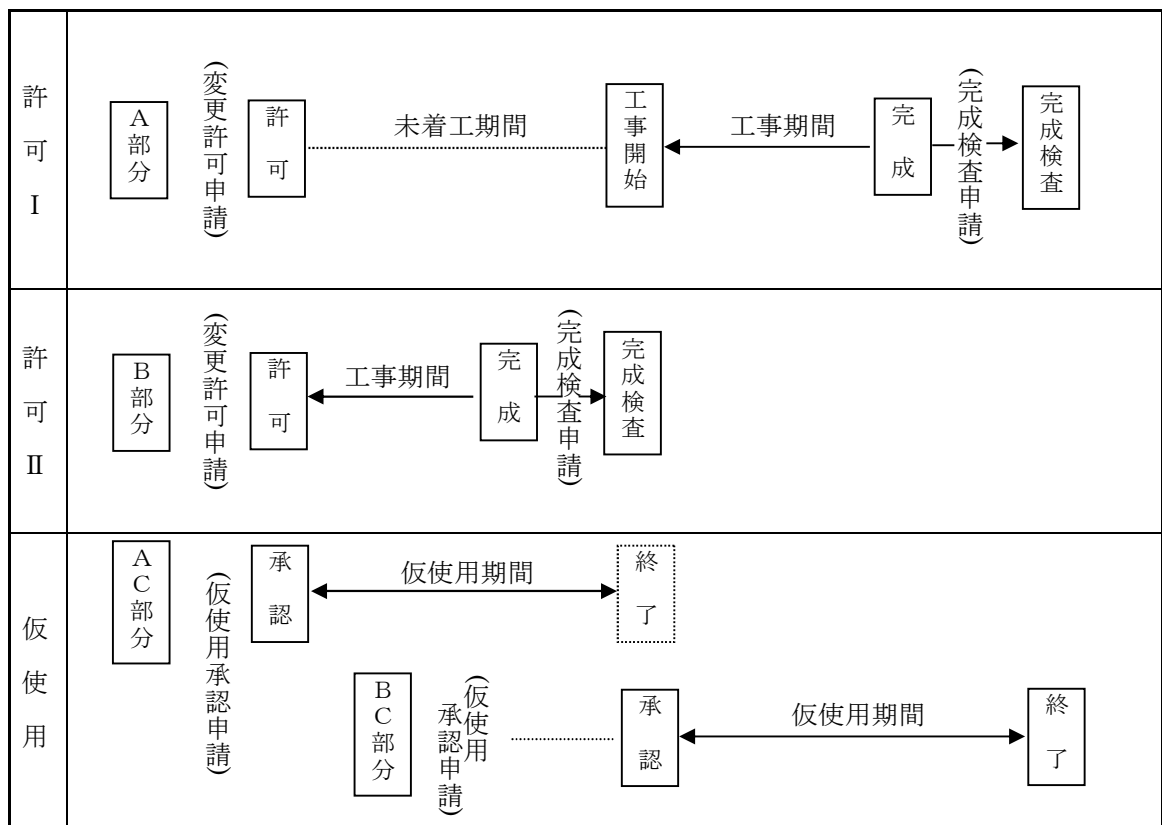 許可Ⅰ
A部分
(変更許可申請)
許可
未着工期間
工事開始
工事期間
完成
(完成検査申請)
完成検査
許可Ⅱ
B部分
(変更許可申請)
許可
工事期間
完成
(完成検査申請)
完成検査
仮使用
AC部分
(仮使用承認申請)
承認
仮使用期間
終了
BC部分
(仮使用
承認申請)
承認
仮使用期間
終了